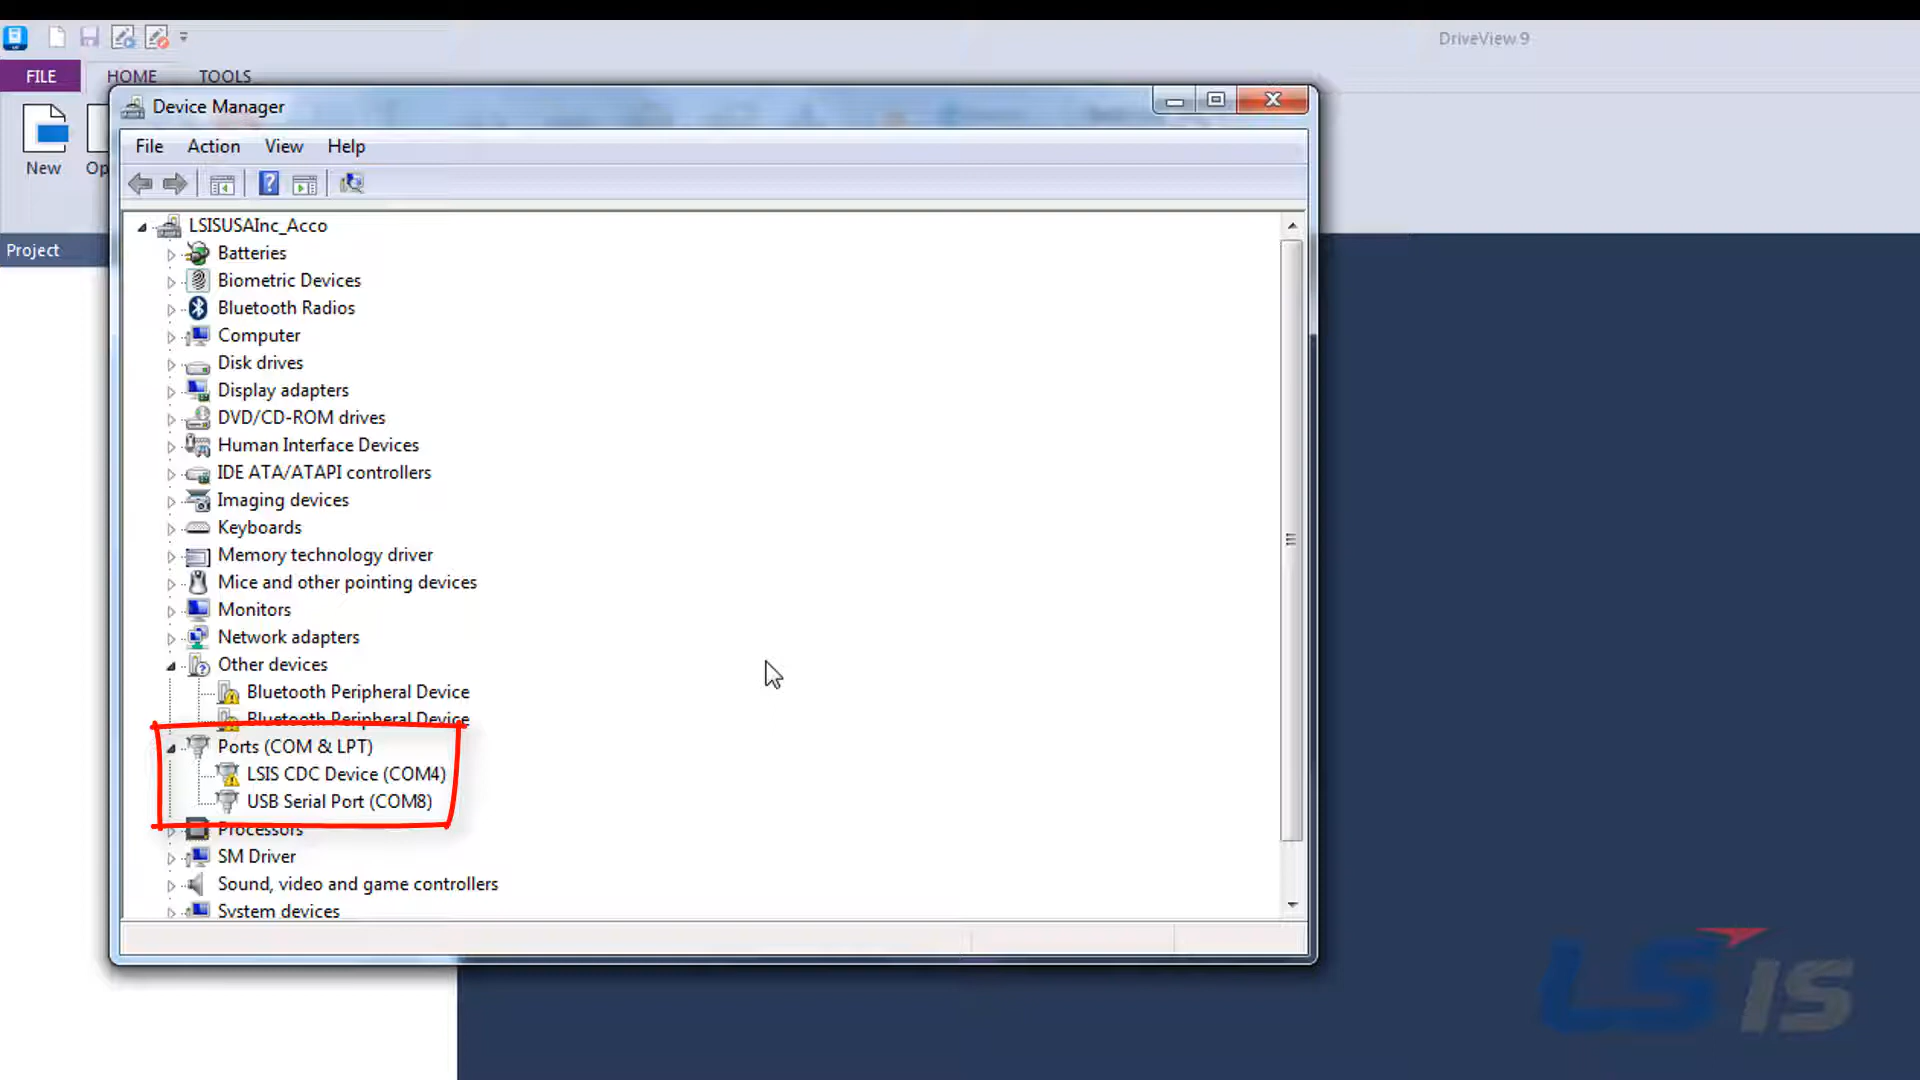 DriveView 9
FILE HOME TOOLS
Device Manager
File Action View Help
New
Op
Project
LSISUSAInc_Acco
Batteries
Biometric Devices
Bluetooth Radios
Computer
Disk drives
Display adapters
DVD/CD-ROM drives
Human Interface Devices
IDE ATA/ATAPI controllers
Imaging devices
Keyboards
Memory technology driver
Mice and other pointing devices
Monitors
Network adapters
Other devices
Bluetooth Peripheral Device
Bluetooth Peripheral Device
Ports (COM & LPT)
LSIS CDC Device (COM4)
USB Serial Port (COM8)
Processors
SM Driver
Sound, video and game controllers
System devices
LSIS